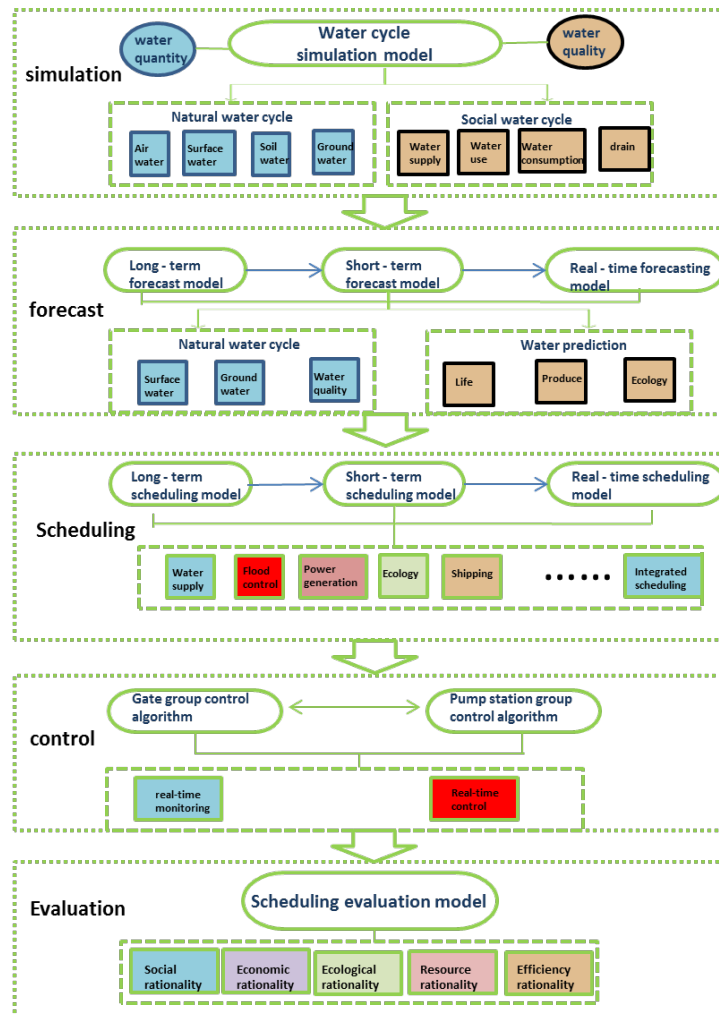 water
quantity
Water cycle
simulation model
water
quality
simulation
Natural water cycle
Air
water
Surface
water
Soil
water
Ground
water
Social water cycle
Water
supply
Water
use
Water
consumption
drain
Long - term
forecast model
Short - term
forecast model
Real - time forecasting
model
forecast
Natural water cycle
Surface
water
Ground
water
Water
quality
Water prediction
Life
Produce
Ecology
Long - term
scheduling model
Short - term
scheduling model
Real - time scheduling
model
Scheduling
Water
supply
Flood
control
Power
generation
Ecology
Shipping
......
Integrated
scheduling
Gate group control
algorithm
Pump station group
control algorithm
control
real-time
monitoring
Real-time
control
Scheduling evaluation model
Evaluation
Social
rationality
Economic
rationality
Ecological
rationality
Resource
rationality
Efficiency
rationality